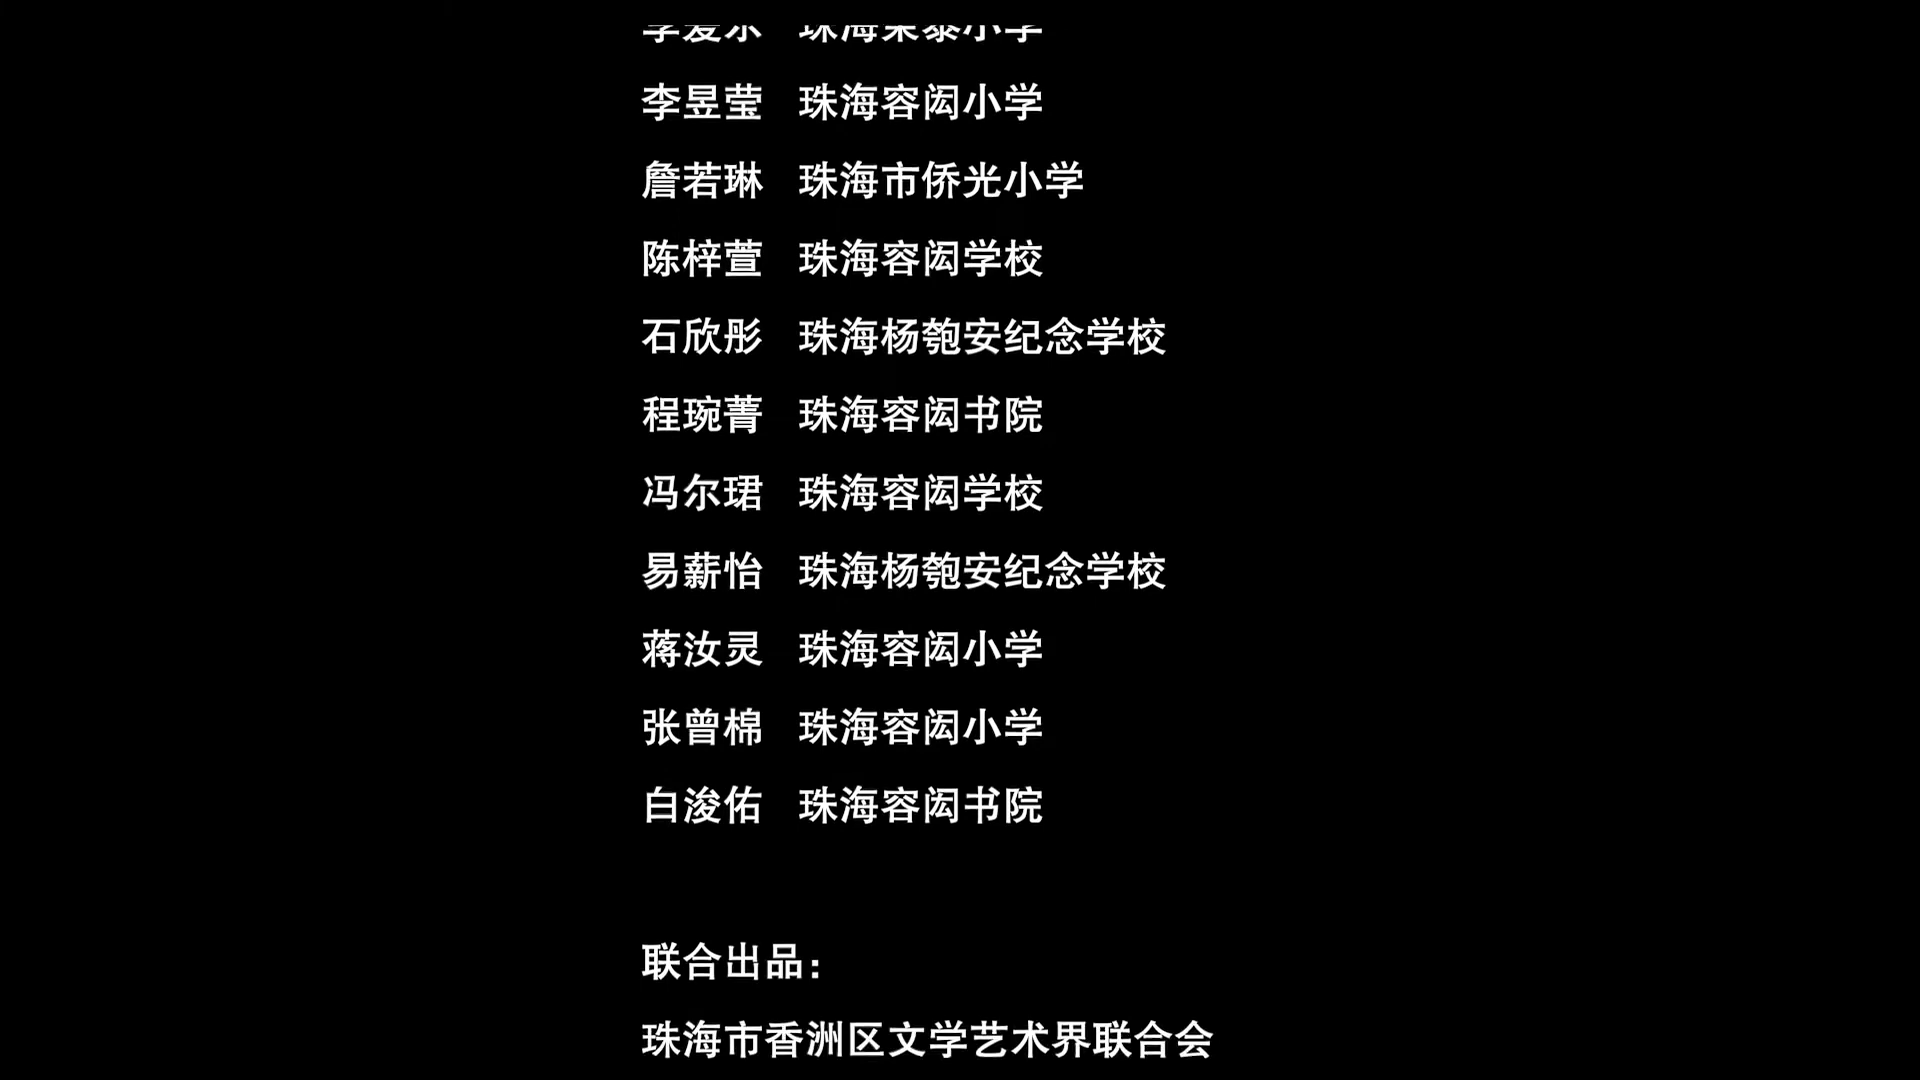 珠海荣泰小学
李昱莹 珠海容闳小学
詹若琳 珠海市侨光小学
陈梓萱 珠海容闳学校
石欣彤 珠海杨匏安纪念学校
程琬菁 珠海容闳书院
冯尔珺 珠海容闳学校
易薪怡 珠海杨匏安纪念学校
蒋汝灵 珠海容闳小学
张曾棉 珠海容闳小学
白浚佑 珠海容闳书院
联合出品：
珠海市香洲区文学艺术界联合会